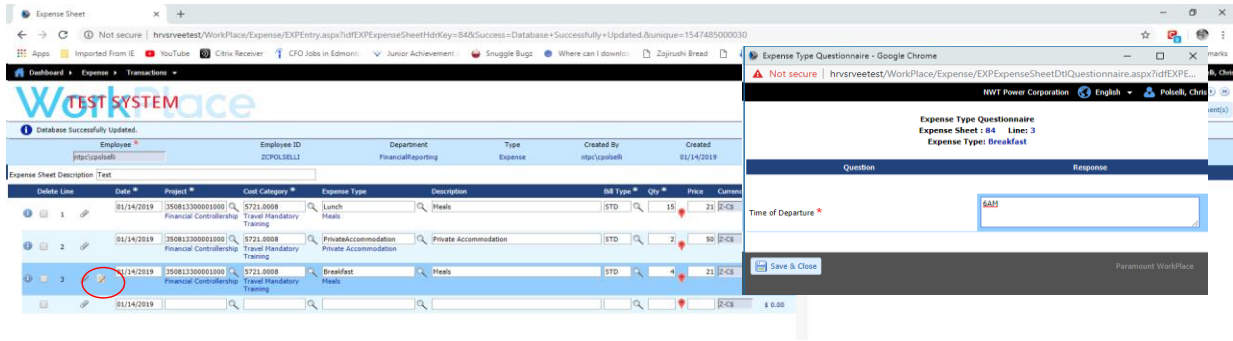 Expense Sheet
Not secure | hrvsrveetest/WorkPlace/Expense/EXPEntry.aspx?idfEXPExpenseSheetHdrKey=84&Success=Database+Successfully+Updated.&unique=1547485000030
Apps Imported From IE YouTube Citrix Receiver CFO Jobs in Edmonto Junior Achievement Snuggle Bugz Where can I downloa Zojirushi Bread
Dashboard Expense Transactions
WorkPlace
TEST SYSTEM
Database Successfully Updated.
Employee * Employee ID Department Type Created By Created
ntpc\cpolselli ZCPOLSELLI FinancialReporting Expense ntpc\cpolselli 01/14/2019
Expense Sheet Description Test
Delete Line Date * Project * Cost Category * Expense Type Description Bill Type * Qty * Price Currenc
1 01/14/2019 350813300001000 5721.0008 Lunch Meals STD 15 21 Z-C$
Financial Controllership Travel Mandatory Training Meals
2 01/14/2019 350813300001000 5721.0008 PrivateAccommodation Private Accommodation STD 2 50 Z-C$
Financial Controllership Travel Mandatory Training Private Accommodation
3 01/14/2019 350813300001000 5721.0008 Breakfast Meals STD 4 21 Z-C$
Financial Controllership Travel Mandatory Training Meals
01/14/2019 Z-C$ $ 0.00
Expense Type Questionnaire - Google Chrome
Not secure | hrvsrveetest/WorkPlace/Expense/EXPExpenseSheetDtlQuestionnaire.aspx?idfEXPE...
NWT Power Corporation English Polselli, Chris
Expense Type Questionnaire
Expense Sheet : 84 Line: 3
Expense Type: Breakfast
Question Response
Time of Departure * 6AM
Save & Close Paramount WorkPlace